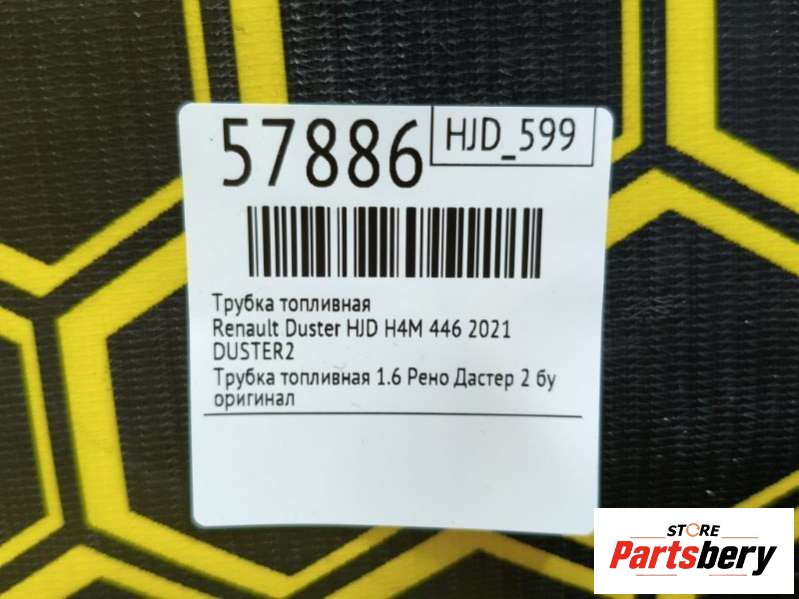 57886
HJD_599
Трубка топливная
Renault Duster HJD H4M 446 2021
DUSTER2
Трубка топливная 1.6 Рено Дастер 2 бу
оригинал
STORE
Partsbery